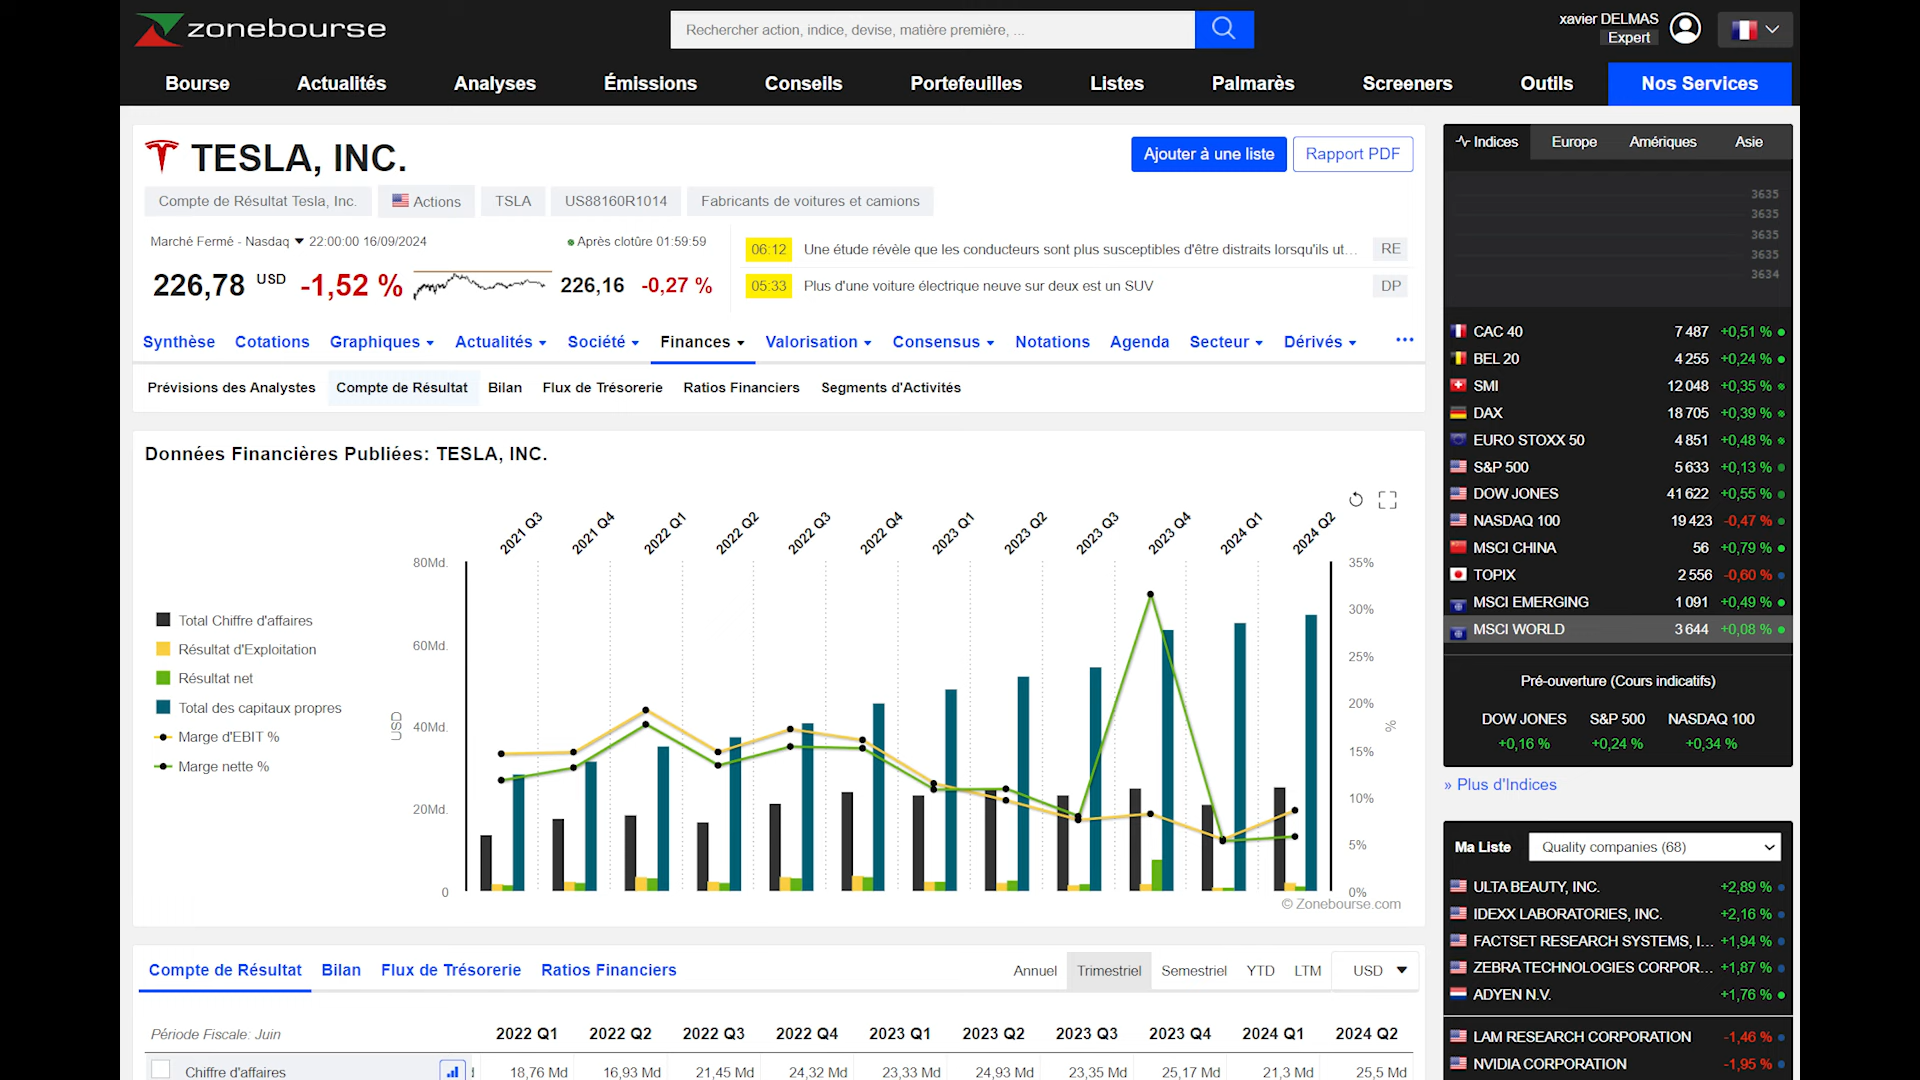 zonebourse
Rechercher action, indice, devise, matière première, ...
xavier DELMAS
Expert
Bourse Actualités Analyses Émissions Conseils Portefeuilles Listes Palmarès Screeners Outils Nos Services
TESLA, INC.
Ajouter à une liste Rapport PDF
Compte de Résultat Tesla, Inc. Actions TSLA US88160R1014 Fabricants de voitures et camions
Marché Fermé - Nasdaq 22:00:00 16/09/2024 Après clotûre 01:59:59
226,78 USD -1,52 % 226,16 -0,27 %
06:12 Une étude révèle que les conducteurs sont plus susceptibles d'être distraits lorsqu'ils ut... RE
05:33 Plus d'une voiture électrique neuve sur deux est un SUV DP
Synthèse Cotations Graphiques Actualités Société Finances Valorisation Consensus Notations Agenda Secteur Dérivés ...
Prévisions des Analystes Compte de Résultat Bilan Flux de Trésorerie Ratios Financiers Segments d'Activités
Données Financières Publiées: TESLA, INC.
2021 Q3 2021 Q4 2022 Q1 2022 Q2 2022 Q3 2022 Q4 2023 Q1 2023 Q2 2023 Q3 2023 Q4 2024 Q1 2024 Q2
80Md.
60Md.
40Md.
20Md.
0
USD
35%
30%
25%
20%
15%
10%
5%
0%
%
Total Chiffre d'affaires
Résultat d'Exploitation
Résultat net
Total des capitaux propres
Marge d'EBIT %
Marge nette %
© Zonebourse.com
Compte de Résultat Bilan Flux de Trésorerie Ratios Financiers
Annuel Trimestriel Semestriel YTD LTM USD
Période Fiscale: Juin 2022 Q1 2022 Q2 2022 Q3 2022 Q4 2023 Q1 2023 Q2 2023 Q3 2023 Q4 2024 Q1 2024 Q2
Chiffre d'affaires 18,76 Md 16,93 Md 21,45 Md 24,32 Md 23,33 Md 24,93 Md 23,35 Md 25,17 Md 21,3 Md 25,5 Md
Indices Europe Amériques Asie
3635
3635
3635
3635
3634
CAC 40 7 487 +0,51 %
BEL 20 4 255 +0,24 %
SMI 12 048 +0,35 %
DAX 18 705 +0,39 %
EURO STOXX 50 4 851 +0,48 %
S&P 500 5 633 +0,13 %
DOW JONES 41 622 +0,55 %
NASDAQ 100 19 423 -0,47 %
MSCI CHINA 56 +0,79 %
TOPIX 2 556 -0,60 %
MSCI EMERGING 1 091 +0,49 %
MSCI WORLD 3 644 +0,08 %
Pré-ouverture (Cours indicatifs)
DOW JONES S&P 500 NASDAQ 100
+0,16 % +0,24 % +0,34 %
» Plus d'Indices
Ma Liste Quality companies (68)
ULTA BEAUTY, INC. +2,89 %
IDEXX LABORATORIES, INC. +2,16 %
FACTSET RESEARCH SYSTEMS, I... +1,94 %
ZEBRA TECHNOLOGIES CORPOR... +1,87 %
ADYEN N.V. +1,76 %
LAM RESEARCH CORPORATION -1,46 %
NVIDIA CORPORATION -1,95 %